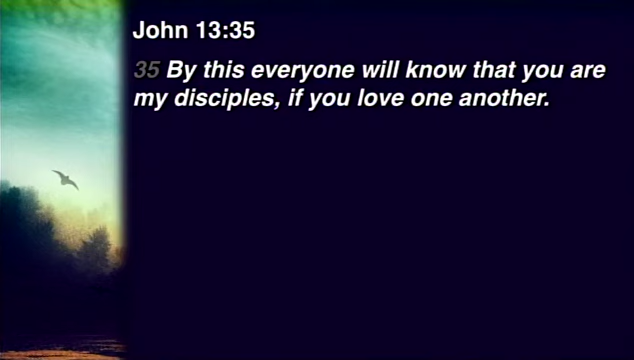 John 13:35
35 By this everyone will know that you are
my disciples, if you love one another.